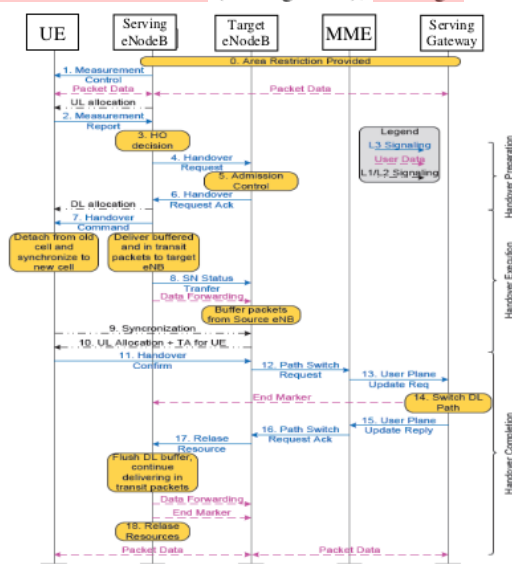 UE
Serving
eNodeB
Target
eNodeB
MME
Serving
Gateway
0. Area Restriction Provided
1. Measurement
Control
Packet Data
Packet Data
UL allocation
2. Measurement
Report
3. HO
decision
Legend
L3 Signaling
User Data
L1/L2 Signaling
4. Handover
Request
5. Admission
Control
6. Handover
Request Ack
DL allocation
7. Handover
Command
Handover Preparation
Detach from old
cell and
synchronize to
new cell
Deliver buffered
and in transit
packets to target
eNB
8. SN Status
Tranfer
Data Forwarding
Buffer packets
from Source eNB
9. Syncronization
10. UL Allocation + TA for UE
Handover Execution
11. Handover
Confirm
12. Path Switch
Request
13. User Plane
Update Req
End Marker
14. Switch DL
Path
15. User Plane
Update Reply
16. Path Switch
Request Ack
17. Relase
Resource
Flush DL buffer,
continue
delivering in
transit packets
Data Forwarding
End Marker
18. Relase
Resources
Packet Data
Packet Data
Handover Completion